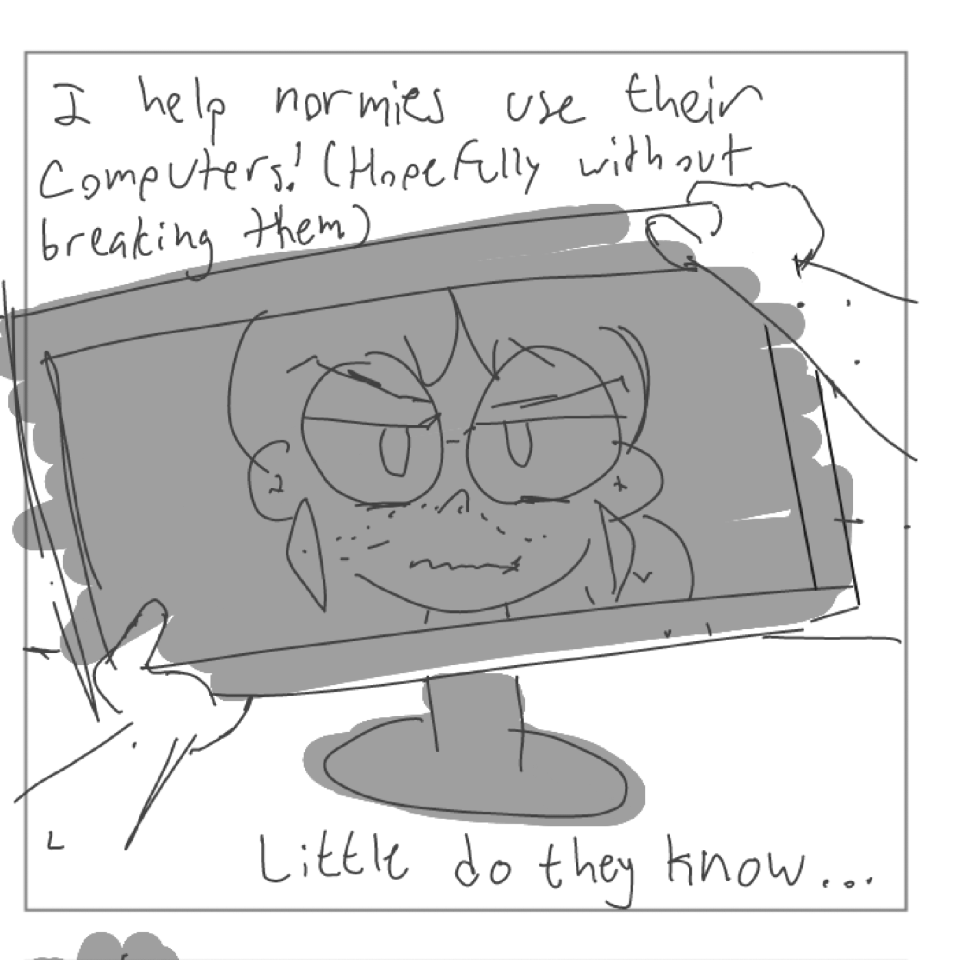 I help normies use their
Computers! (Hopefully without
breaking them)
Little do they know...